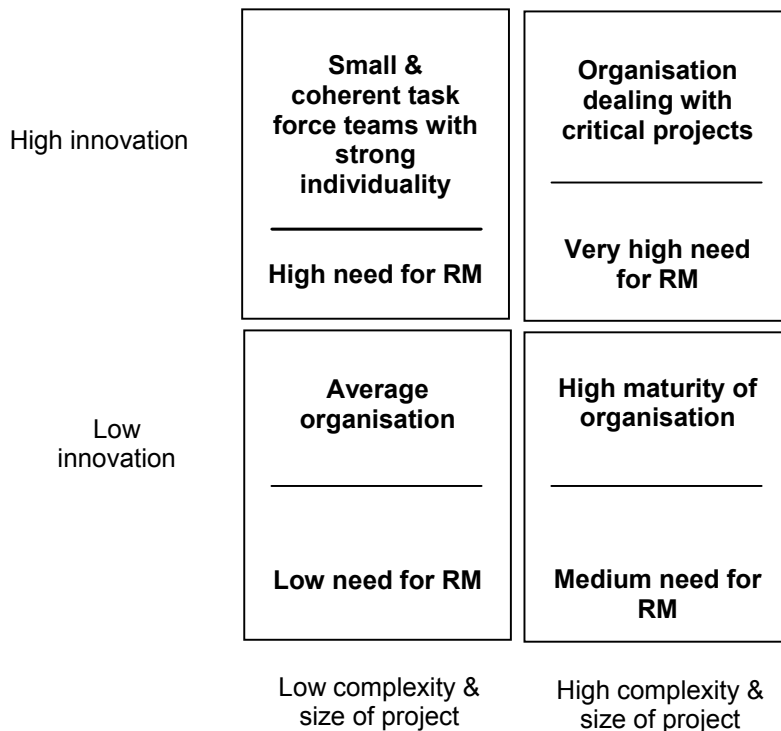 High innovation
Small &
coherent task
force teams with
strong
individuality
High need for RM
Organisation
dealing with
critical projects
Very high need
for RM
Low
innovation
Average
organisation
Low need for RM
High maturity of
organisation
Medium need for
RM
Low complexity &
size of project
High complexity &
size of project